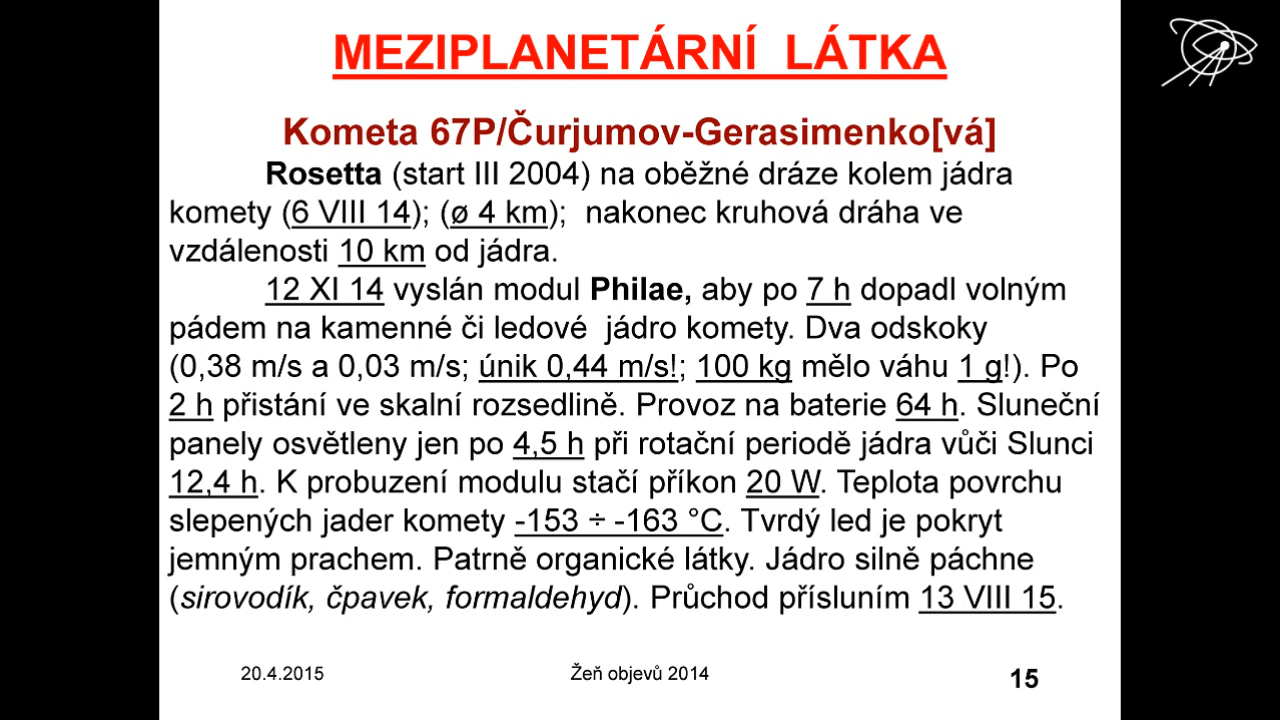 MEZIPLANETÁRNÍ LÁTKA
Kometa 67P/Čurjumov-Gerasimenko[vá]
Rosetta (start III 2004) na oběžné dráze kolem jádra
komety (6 VIII 14); (ø 4 km); nakonec kruhová dráha ve
vzdálenosti 10 km od jádra.
12 XI 14 vyslán modul Philae, aby po 7 h dopadl volným
pádem na kamenné či ledové jádro komety. Dva odskoky
(0,38 m/s a 0,03 m/s; únik 0,44 m/s!; 100 kg mělo váhu 1 g!). Po
2 h přistání ve skalní rozsedlině. Provoz na baterie 64 h. Sluneční
panely osvětleny jen po 4,5 h při rotační periodě jádra vůči Slunci
12,4 h. K probuzení modulu stačí příkon 20 W. Teplota povrchu
slepených jader komety -153 ÷ -163 °C. Tvrdý led je pokryt
jemným prachem. Patrně organické látky. Jádro silně páchne
(sirovodík, čpavek, formaldehyd). Průchod přísluním 13 VIII 15.
20.4.2015
Žeň objevů 2014
15